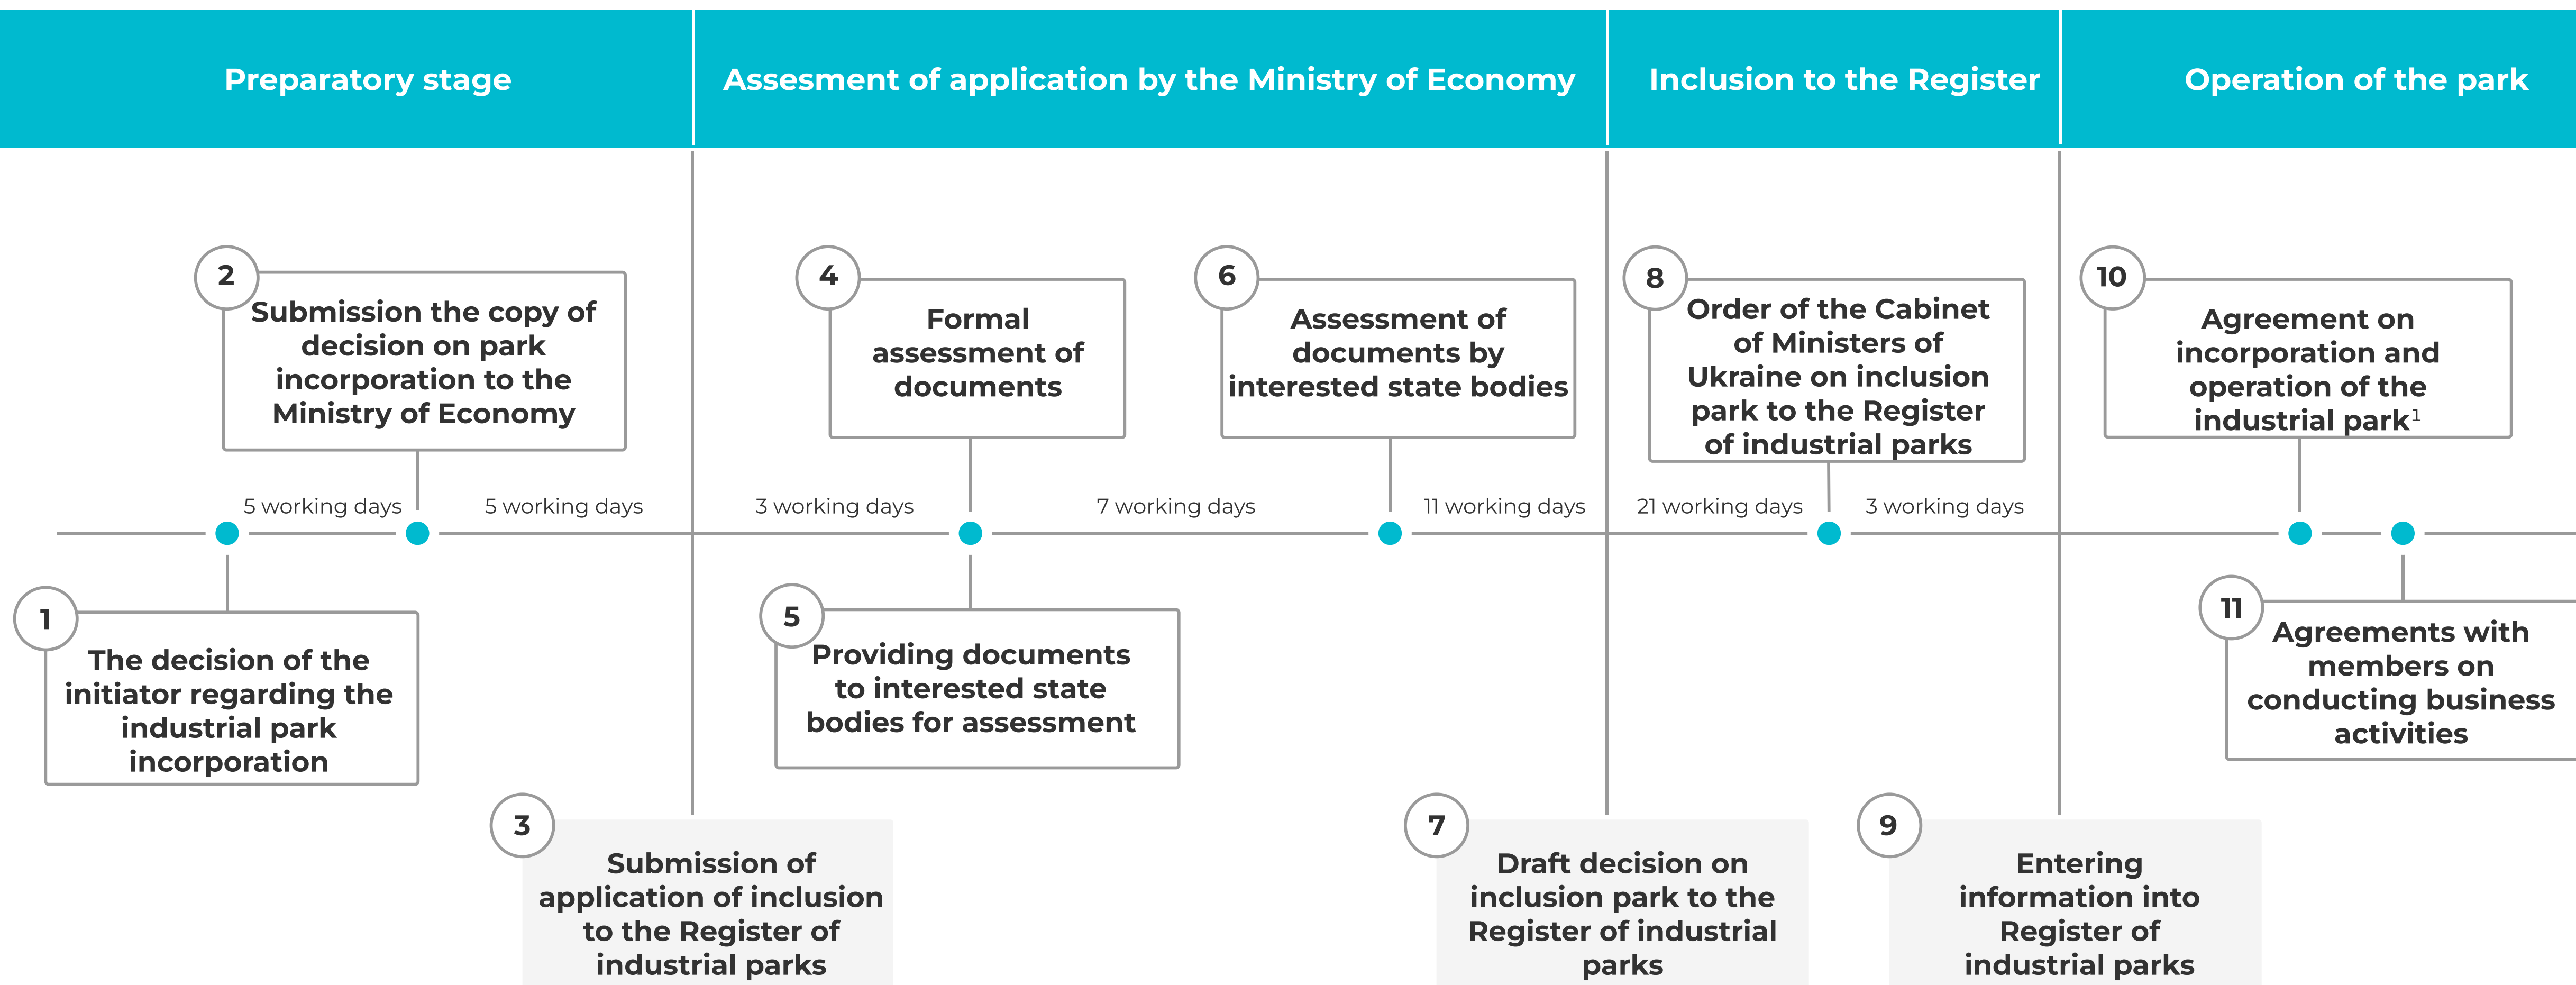 Preparatory stage
Assesment of application by the Ministry of Economy
Inclusion to the Register
Operation of the park
2
Submission the copy of
decision on park
incorporation to the
Ministry of Economy
4
Formal
assessment of
documents
6
Assessment of
documents by
interested state bodies
8
Order of the Cabinet
of Ministers of
Ukraine on inclusion
park to the Register
of industrial parks
10
Agreement on
incorporation and
operation of the
industrial park¹
5 working days
5 working days
3 working days
7 working days
11 working days
21 working days
3 working days
1
The decision of the
initiator regarding the
industrial park
incorporation
5
Providing documents
to interested state
bodies for assessment
11
Agreements with
members on
conducting business
activities
3
Submission of
application of inclusion
to the Register of
industrial parks
7
Draft decision on
inclusion park to the
Register of industrial
parks
9
Entering
information into
Register of
industrial parks